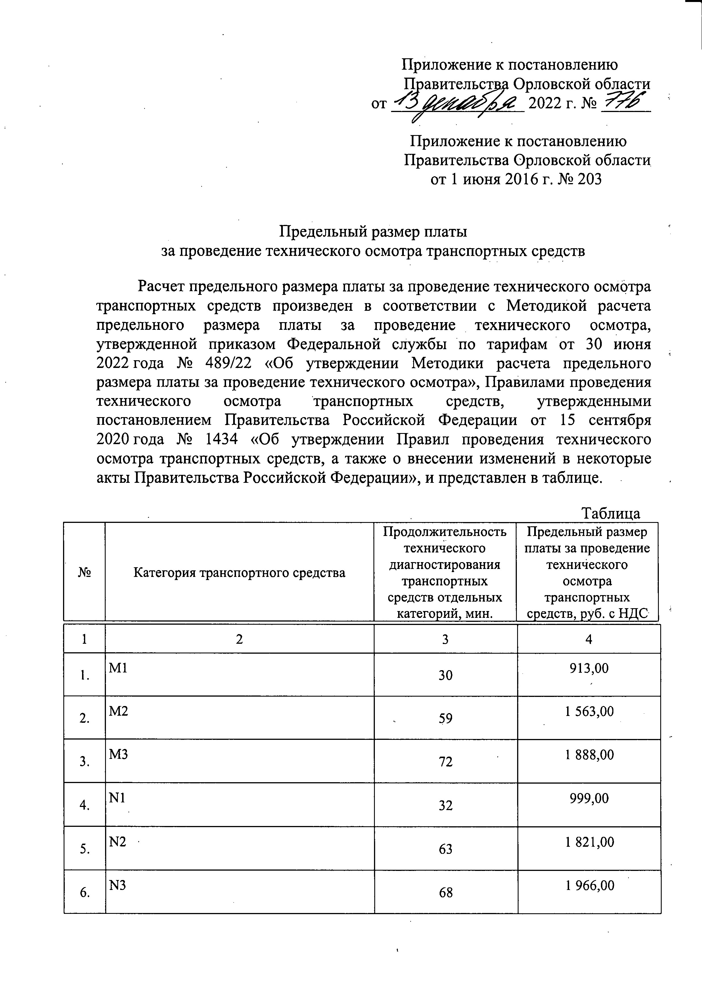 Приложение к постановлению
Правительства Орловской области
от 13 декабря 2022 г. № 776
Приложение к постановлению
Правительства Орловской области
от 1 июня 2016 г. № 203
Предельный размер платы
за проведение технического осмотра транспортных средств
Расчет предельного размера платы за проведение технического осмотра
транспортных средств произведен в соответствии с Методикой расчета
предельного размера платы за проведение технического осмотра,
утвержденной приказом Федеральной службы по тарифам от 30 июня
2022 года № 489/22 «Об утверждении Методики расчета предельного
размера платы за проведение технического осмотра», Правилами проведения
технического осмотра транспортных средств, утвержденными
постановлением Правительства Российской Федерации от 15 сентября
2020 года № 1434 «Об утверждении Правил проведения технического
осмотра транспортных средств, а также о внесении изменений в некоторые
акты Правительства Российской Федерации», и представлен в таблице.
Таблица
№
Категория транспортного средства
Продолжительность
технического
диагностирования
транспортных
средств отдельных
категорий, мин.
Предельный размер
платы за проведение
технического
осмотра
транспортных
средств, руб. с НДС
1 2 3 4
1. M1 30 913,00
2. M2 59 1 563,00
3. M3 72 1 888,00
4. N1 32 999,00
5. N2 63 1 821,00
6. N3 68 1 966,00